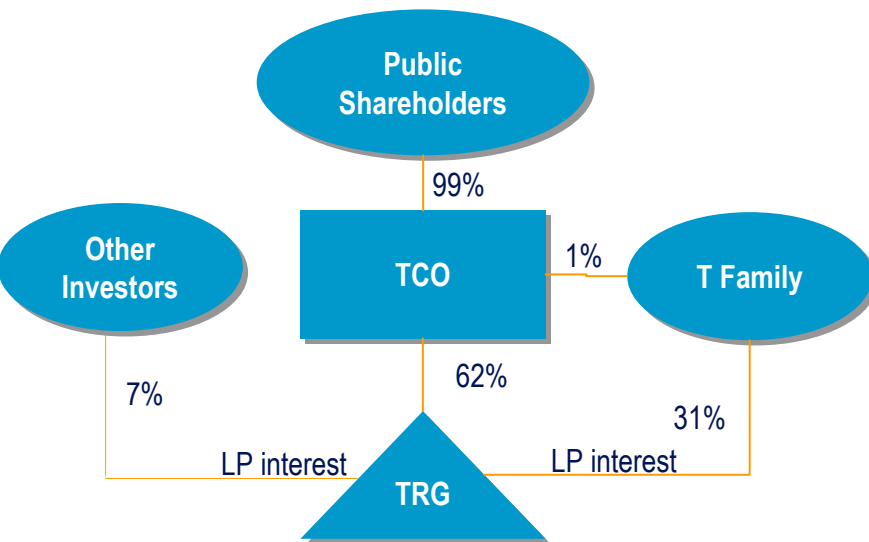 Public
Shareholders
99%
Other
Investors
TCO
1%
T Family
7%
62%
31%
LP interest
LP interest
TRG